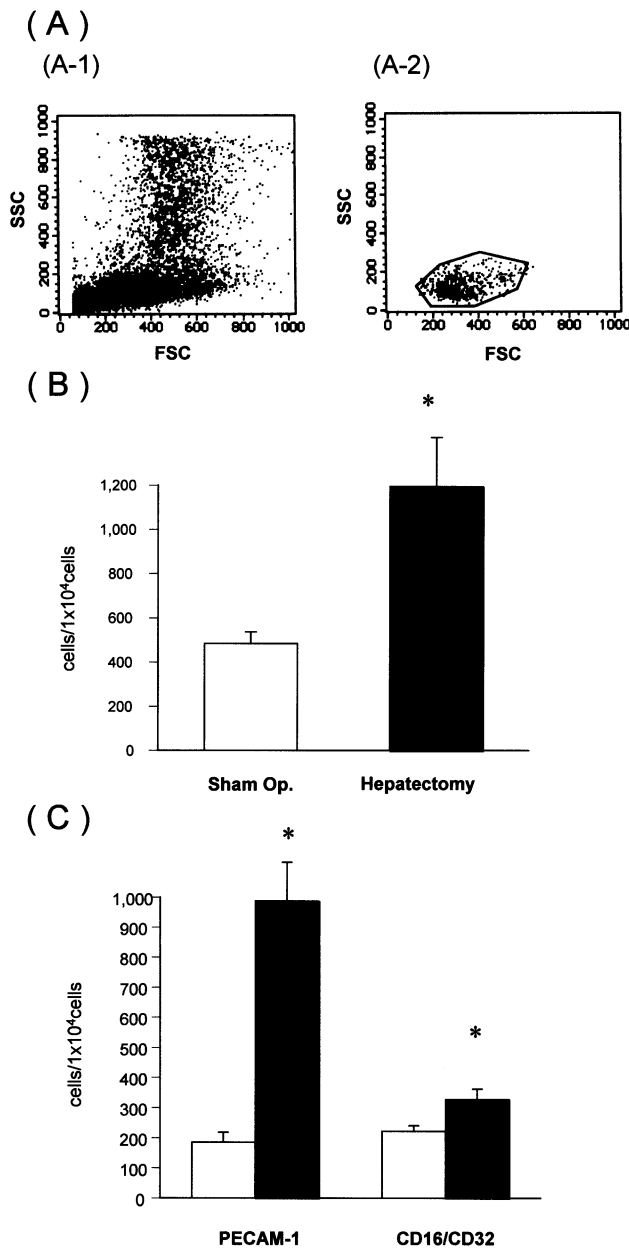 ( A )
(A-1)
(A-2)
1000
800
600
400
200
0
SSC
0 200 400 600 800 1000
FSC
1000
800
600
400
200
0
SSC
0 200 400 600 800 1000
FSC
( B )
*
1,200
1,000
800
600
400
200
0
cells/1x10⁴cells
Sham Op. Hepatectomy
( C )
*
*
1,000
900
800
700
600
500
400
300
200
100
0
cells/1x10⁴cells
PECAM-1 CD16/CD32